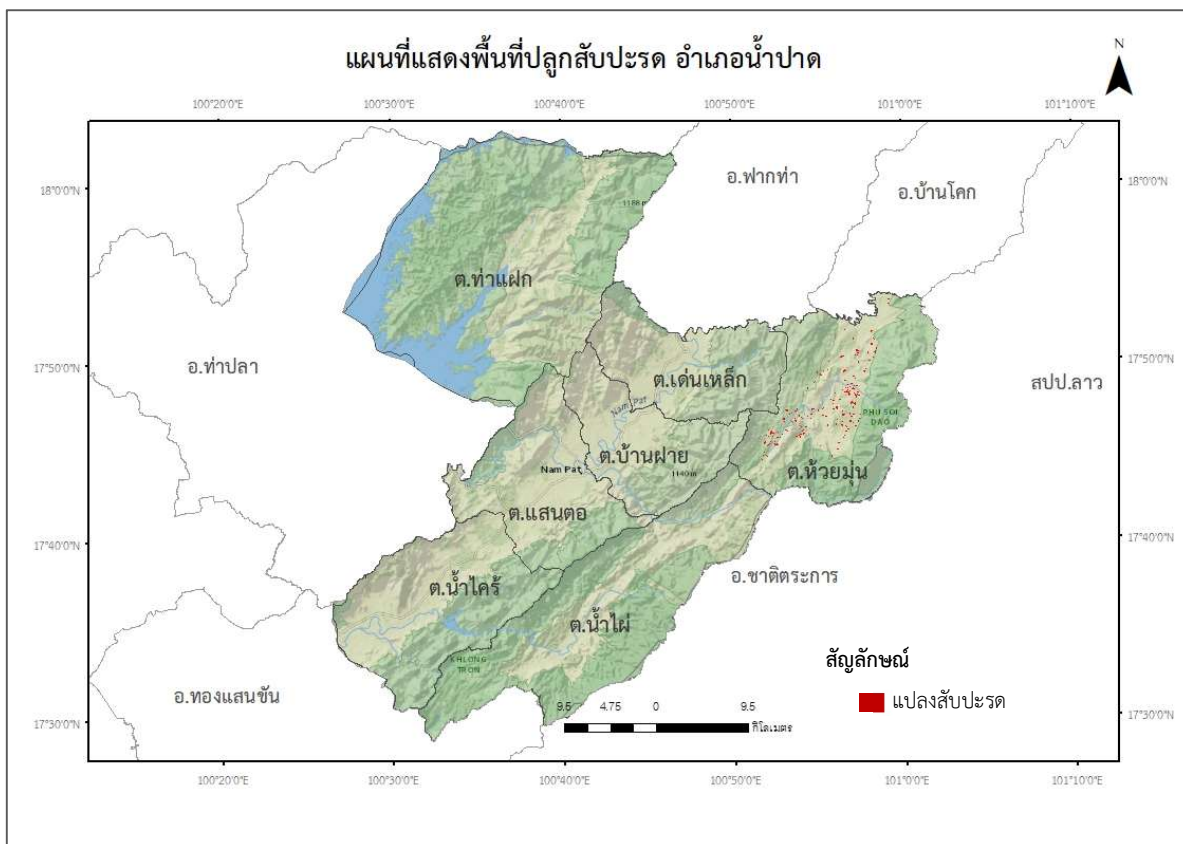 แผนที่แสดงพื้นที่ปลูกสับปะรด อำเภอน้ำปาด
N
100°20'0"E 100°30'0"E 100°40'0"E 100°50'0"E 101°0'0"E 101°10'0"E
18°0'0"N
18°0'0"N
อ.ฟากท่า
อ.บ้านโคก
1188 m
ต.ท่าแฝก
17°50'0"N
17°50'0"N
อ.ท่าปลา
ต.เด่นเหล็ก
สปป.ลาว
Nam Pat
PHU SOI
DAO
ต.บ้านฝาย
Nam Pat
1140 m
ต.ห้วยมุ่น
ต.แสนตอ
17°40'0"N
17°40'0"N
อ.ชาติตระการ
ต.น้ำไคร้
ต.น้ำไผ่
KHLONG
TRON
สัญลักษณ์
แปลงสับปะรด
อ.ทองแสนขัน
9.5 4.75 0 9.5
กิโลเมตร
17°30'0"N
17°30'0"N
100°20'0"E 100°30'0"E 100°40'0"E 100°50'0"E 101°0'0"E 101°10'0"E